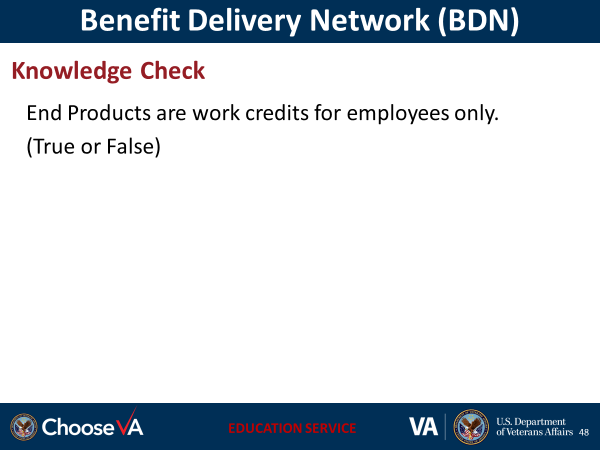 Benefit Delivery Network (BDN)
Knowledge Check
End Products are work credits for employees only.
(True or False)
ChooseVA
EDUCATION SERVICE
VA
U.S. Department
of Veterans Affairs
48